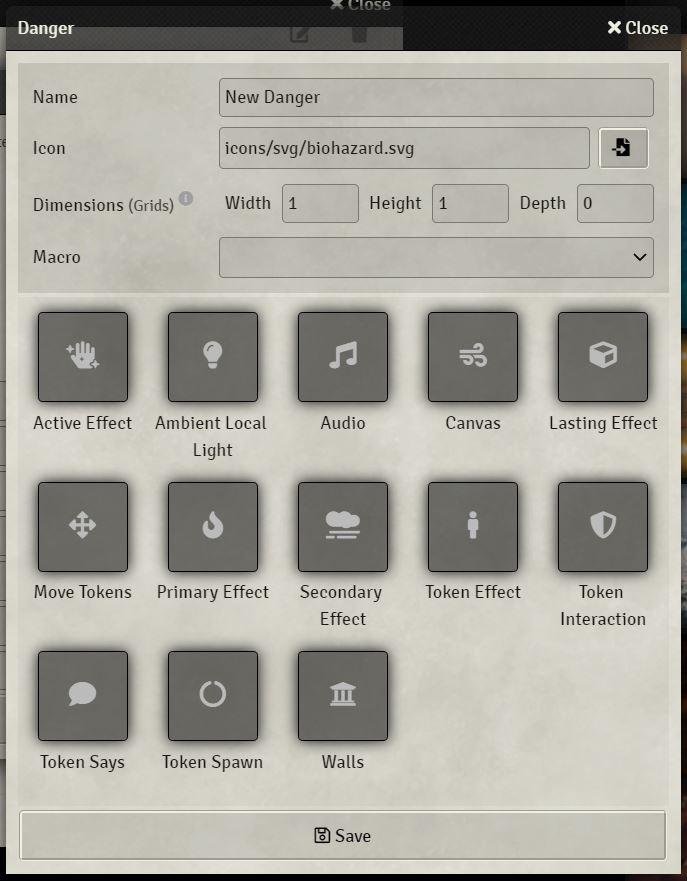 Close
Danger
Close
Name
New Danger
Icon
icons/svg/biohazard.svg
Dimensions (Grids)
Width 1 Height 1 Depth 0
Macro
Active Effect
Ambient Local
Light
Audio
Canvas
Lasting Effect
Move Tokens
Primary Effect
Secondary
Effect
Token Effect
Token
Interaction
Token Says
Token Spawn
Walls
Save